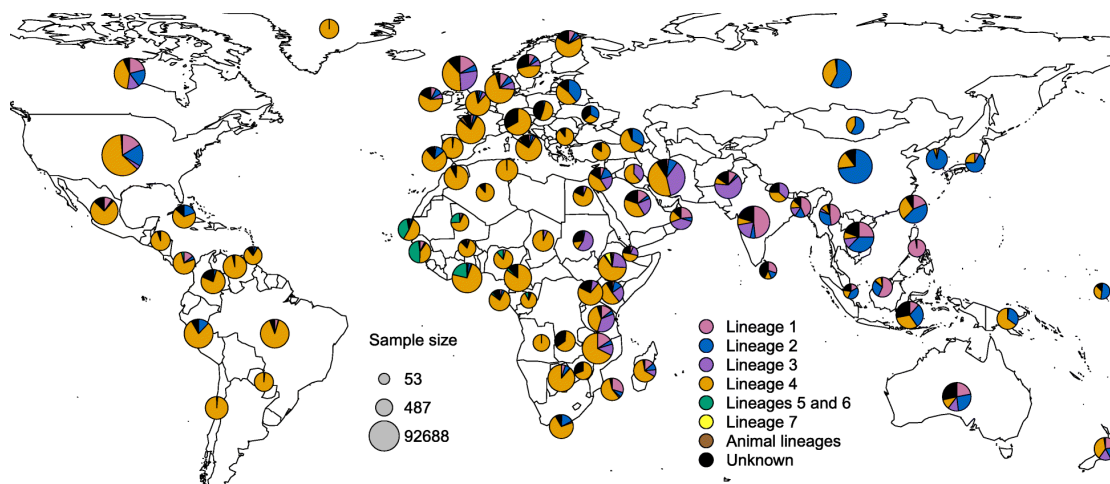 Sample size
53
487
92688
Lineage 1
Lineage 2
Lineage 3
Lineage 4
Lineages 5 and 6
Lineage 7
Animal lineages
Unknown